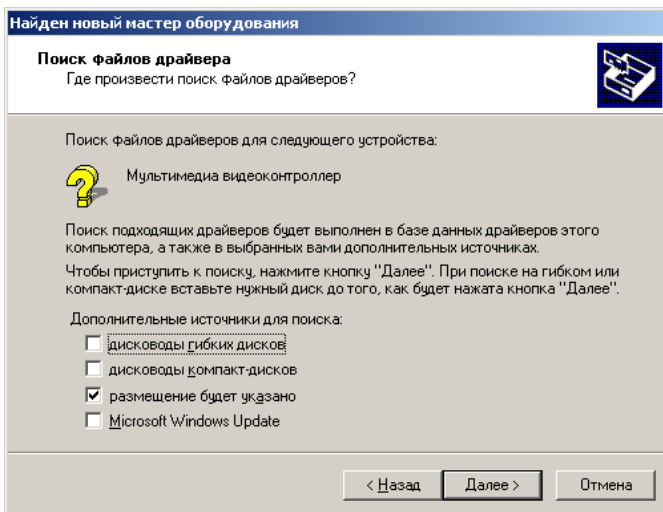 Найден новый мастер оборудования
Поиск файлов драйвера
Где произвести поиск файлов драйверов?
Поиск файлов драйверов для следующего устройства:
Мультимедиа видеоконтроллер
Поиск подходящих драйверов будет выполнен в базе данных драйверов этого
компьютера, а также в выбранных вами дополнительных источниках.
Чтобы приступить к поиску, нажмите кнопку "Далее". При поиске на гибком или
компакт-диске вставьте нужный диск до того, как будет нажата кнопка "Далее".
Дополнительные источники для поиска:
дисководы гибких дисков
дисководы компакт-дисков
размещение будет указано
Microsoft Windows Update
< Назад Далее > Отмена